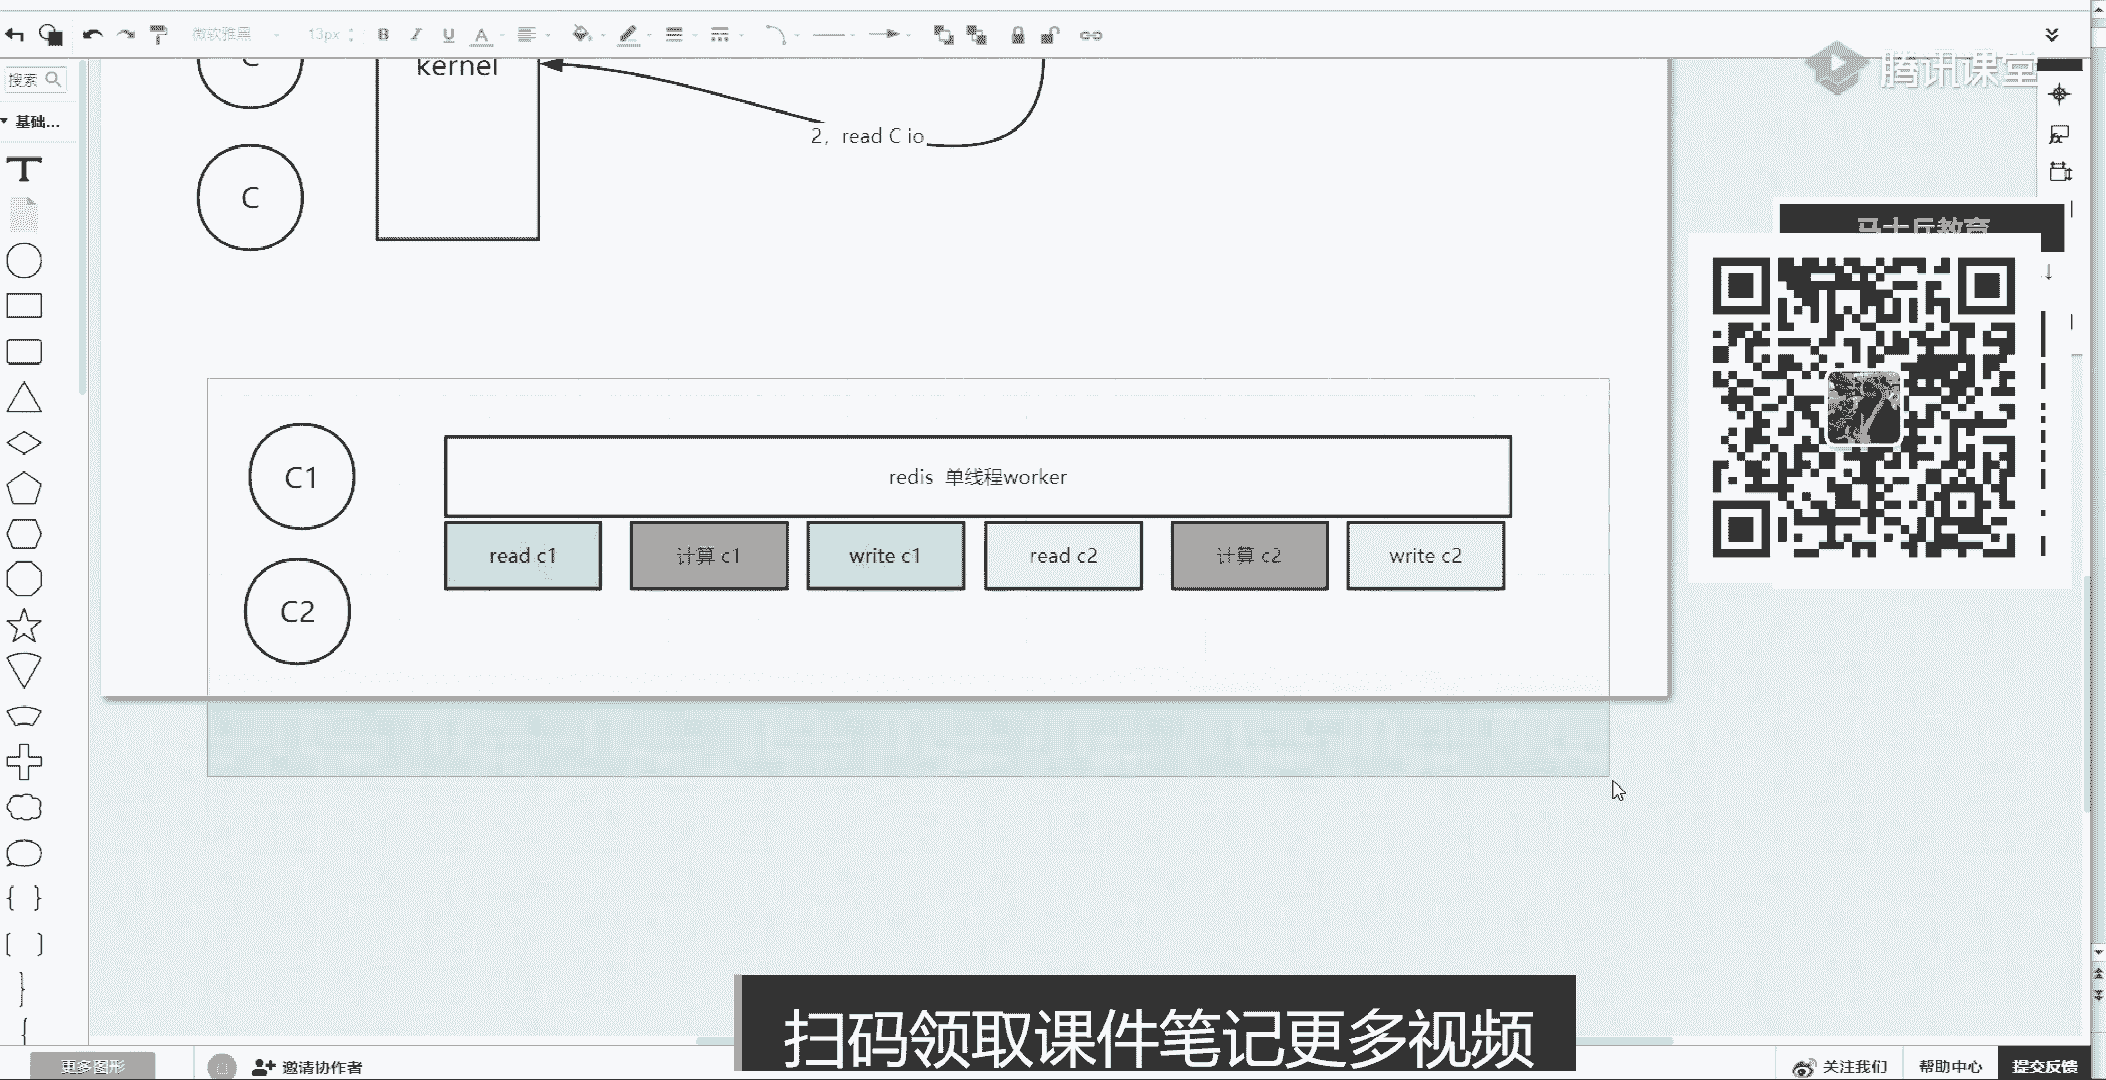 微软雅黑
13px
B I U A
搜索
基础...
T
腾讯课堂
kernel
C
2，read C io
C
马士兵教育
C1
redis 单线程worker
read c1
计算 c1
write c1
read c2
计算 c2
write c2
C2
扫码领取课件笔记更多视频
更多图形
邀请协作者
关注我们
帮助中心
提交反馈